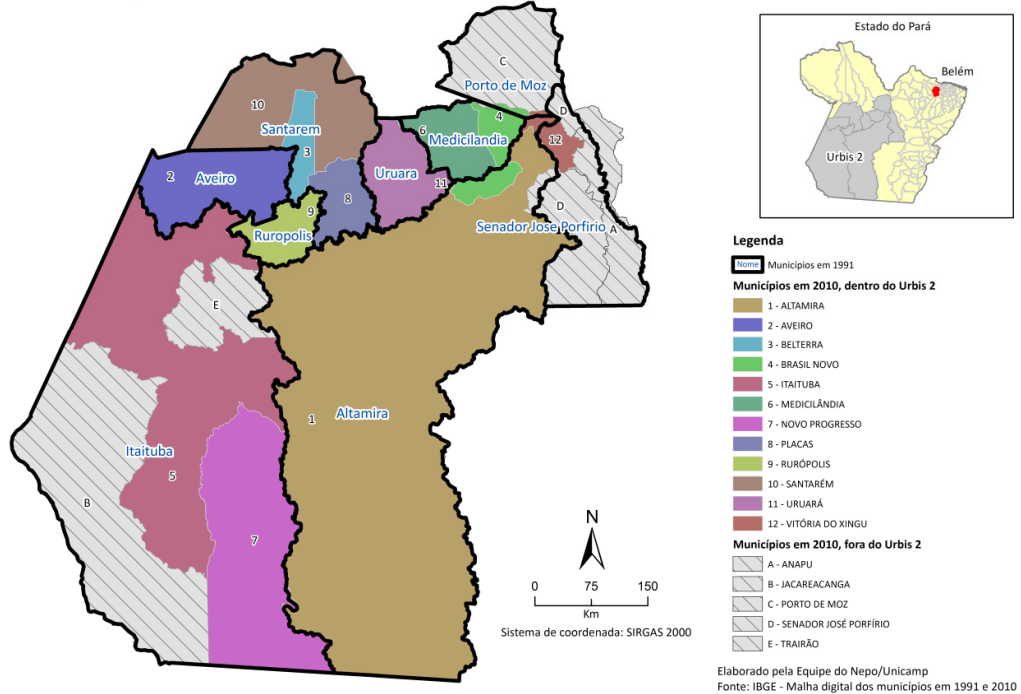 C
Porto de Moz
10
D
4
Santarem
6
Medicilandia
12
3
2
Aveiro
Uruara
11
8
9
D
Ruropolis
Senador Jose Porfirio
A
E
1
Altamira
Itaituba
5
B
7
N
0 75 150
Km
Sistema de coordenada: SIRGAS 2000
Estado do Pará
Belém
Urbis 2
Legenda
Nome Municípios em 1991
Municípios em 2010, dentro do Urbis 2
1 - ALTAMIRA
2 - AVEIRO
3 - BELTERRA
4 - BRASIL NOVO
5 - ITAITUBA
6 - MEDICILÂNDIA
7 - NOVO PROGRESSO
8 - PLACAS
9 - RURÓPOLIS
10 - SANTARÉM
11 - URUARÁ
12 - VITÓRIA DO XINGU
Municípios em 2010, fora do Urbis 2
A - ANAPU
B - JACAREACANGA
C - PORTO DE MOZ
D - SENADOR JOSÉ PORFÍRIO
E - TRAIRÃO
Elaborado pela Equipe do Nepo/Unicamp
Fonte: IBGE - Malha digital dos municípios em 1991 e 2010